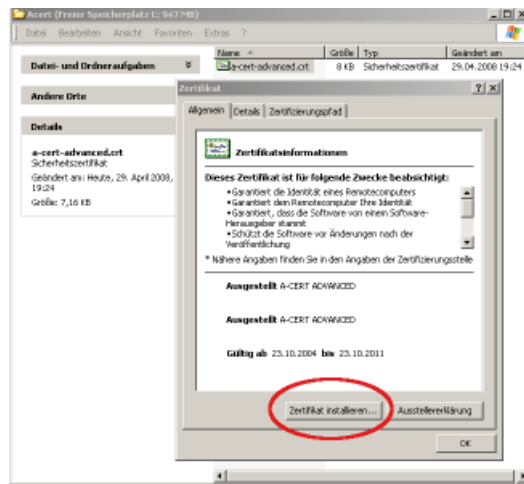 Acert (Freier Speicherplatz C: 947 MB)
Datei Bearbeiten Ansicht Favoriten Extras ?
Name Größe Typ Geändert am
a-cert-advanced.crt 8 KB Sicherheitszertifikat 29.04.2008 19:24
Datei- und Ordneraufgaben
Andere Orte
Details
a-cert-advanced.crt
Sicherheitszertifikat
Geändert am: Heute, 29. April 2008,
19:24
Größe: 7,16 KB
Zertifikat
Allgemein Details Zertifizierungspfad
Zertifikatsinformationen
Dieses Zertifikat ist für folgende Zwecke beabsichtigt:
•Garantiert die Identität eines Remotecomputers
•Garantiert dem Remotecomputer Ihre Identität
•Garantiert, dass die Software von einem Software-
Herausgeber stammt
•Schützt die Software vor Änderungen nach der
Veröffentlichung
* Nähere Angaben finden Sie in den Angaben der Zertifizierungsstelle
Ausgestellt A-CERT ADVANCED
Ausgestellt A-CERT ADVANCED
Gültig ab 23.10.2004 bis 23.10.2011
Zertifikat installieren... Ausstellererklärung
OK